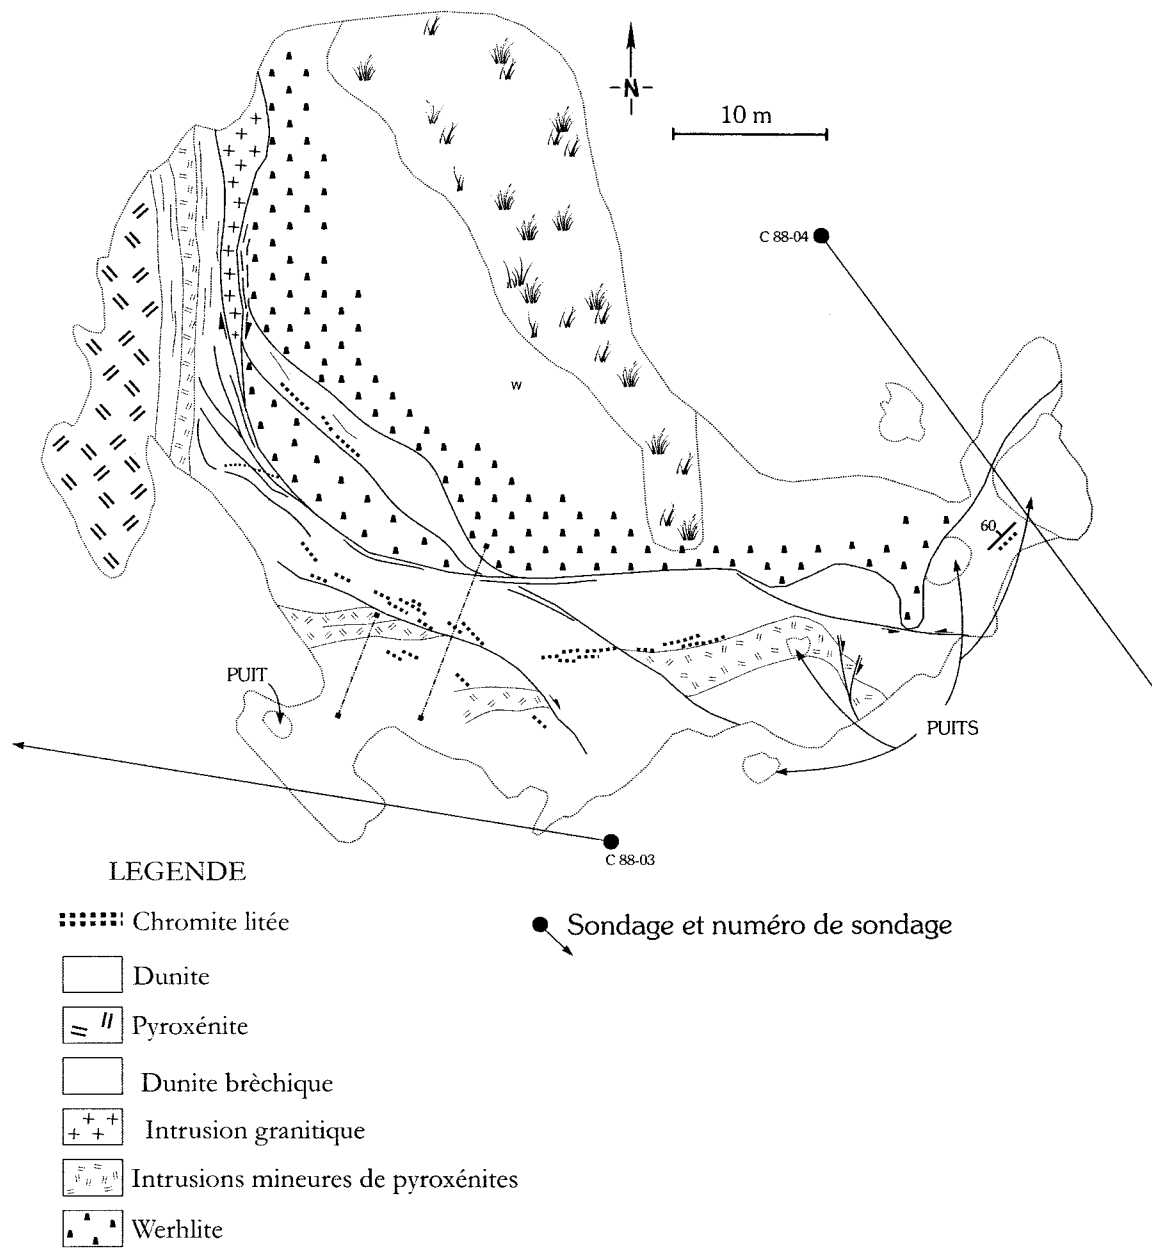 N
10 m
C 88-04
W
60
PUIT
PUITS
C 88-03
LEGENDE
Chromite litée
Sondage et numéro de sondage
Dunite
Pyroxénite
Dunite brèchique
Intrusion granitique
Intrusions mineures de pyroxénites
Werhlite